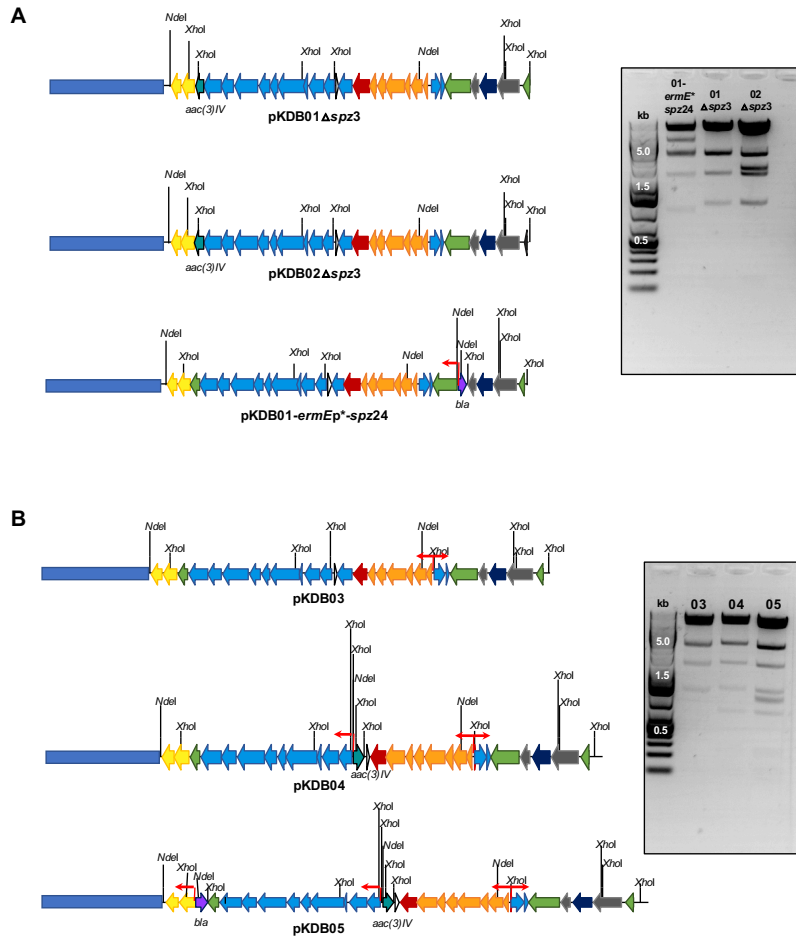 A
NdeI
XhoI
XhoI
XhoI
XhoI
NdeI
XhoI
XhoI
aac(3)IV
pKDB01Δspz3
NdeI
XhoI
XhoI
XhoI
XhoI
NdeI
XhoI
XhoI
XhoI
aac(3)IV
pKDB02Δspz3
NdeI
XhoI
XhoI
XhoI
NdeI
NdeI
NdeI
XhoI
XhoI
XhoI
XhoI
bla
pKDB01-ermEp*-spz24
kb
01-
ermE*
spz24
01
Δspz3
02
Δspz3
5.0
1.5
0.5
B
NdeI
XhoI
XhoI
XhoI
NdeI
XhoI
XhoI
XhoI
XhoI
pKDB03
NdeI
XhoI
XhoI
XhoI
XhoI
NdeI
XhoI
XhoI
NdeI
XhoI
XhoI
XhoI
XhoI
aac(3)IV
pKDB04
NdeI
XhoI
NdeI
XhoI
XhoI
XhoI
XhoI
NdeI
XhoI
XhoI
NdeI
XhoI
XhoI
XhoI
XhoI
bla
aac(3)IV
pKDB05
kb
03
04
05
5.0
1.5
0.5